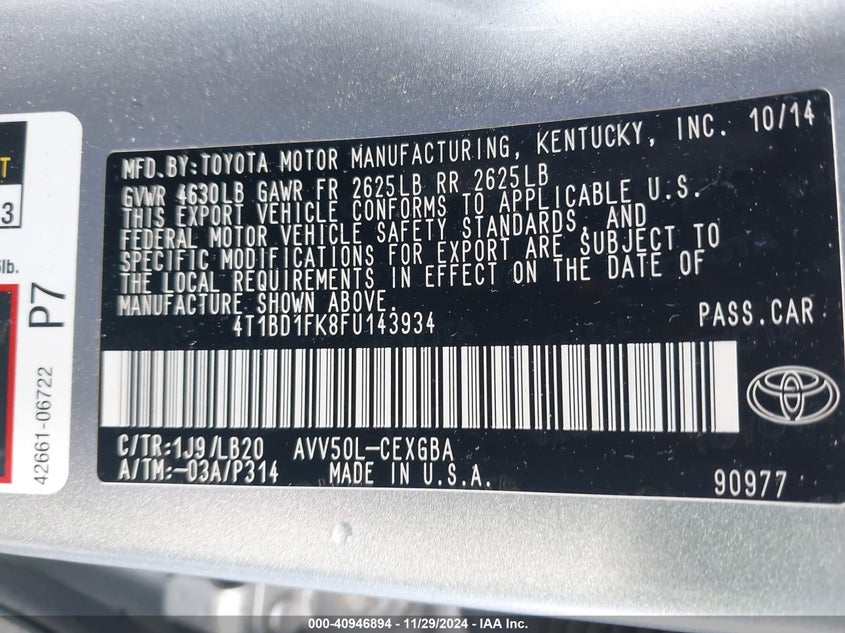 MFD.BY:TOYOTA MOTOR MANUFACTURING, KENTUCKY, INC. 10/14
GVWR 4630LB GAWR FR 2625LB RR 2625LB
THIS EXPORT VEHICLE CONFORMS TO APPLICABLE U.S.
FEDERAL MOTOR VEHICLE SAFETY STANDARDS, AND
SPECIFIC MODIFICATIONS FOR EXPORT ARE SUBJECT TO
THE LOCAL REQUIREMENTS IN EFFECT ON THE DATE OF
MANUFACTURE SHOWN ABOVE.
4T1BD1FK8FU143934 PASS.CAR
C/TR:1J9/LB20 AVV50L-CEXGBA
A/TM:-03A/P314 MADE IN U.S.A.
90977
T
3
lb.
P7
42661-06722
000-40946894 - 11/29/2024 - IAA Inc.